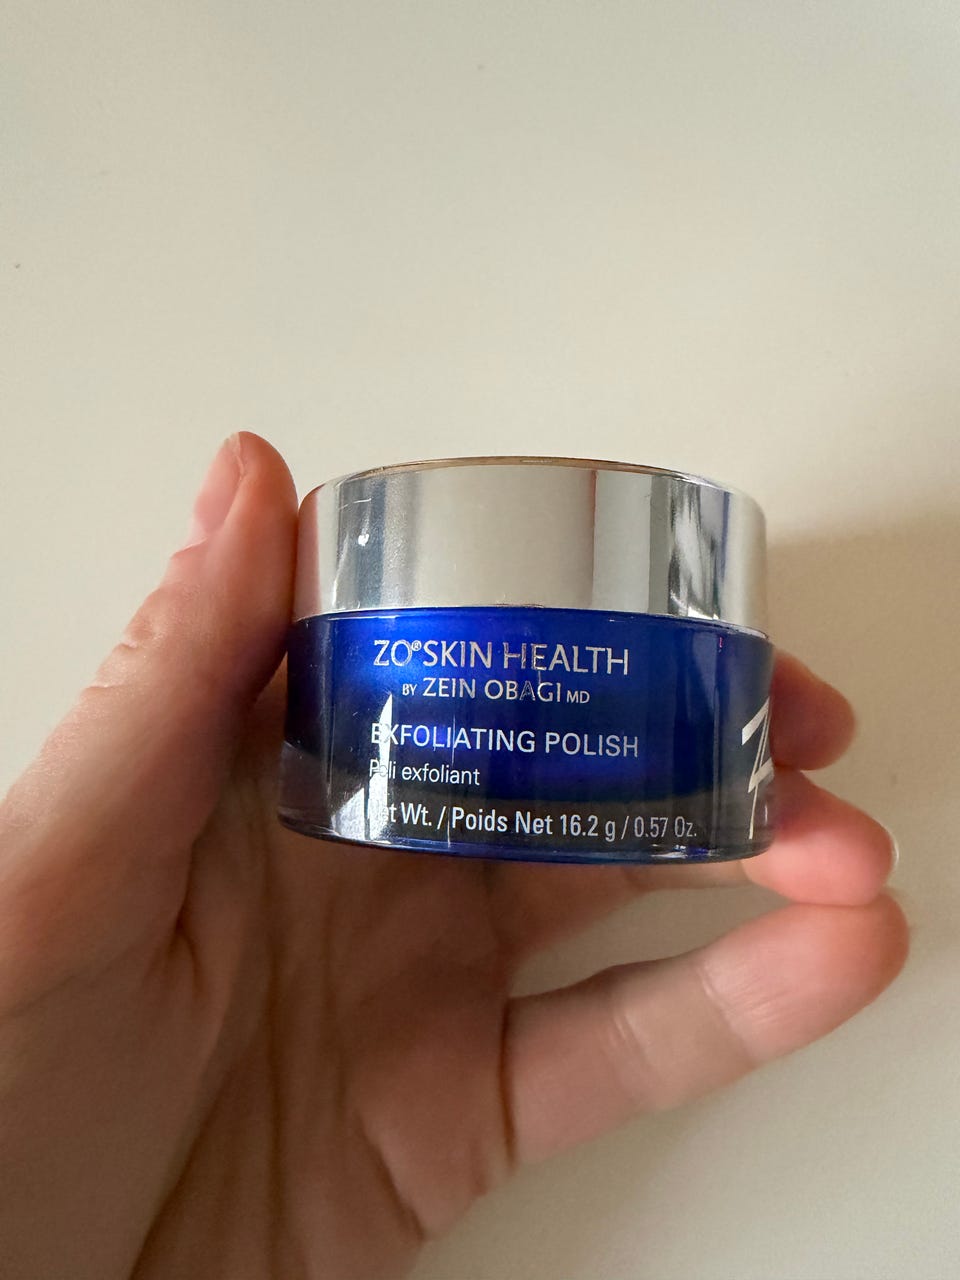 ZO® SKIN HEALTH
BY ZEIN OBAGI MD
EXFOLIATING POLISH
Poli exfoliant
Net Wt. / Poids Net 16.2 g / 0.57 Oz.